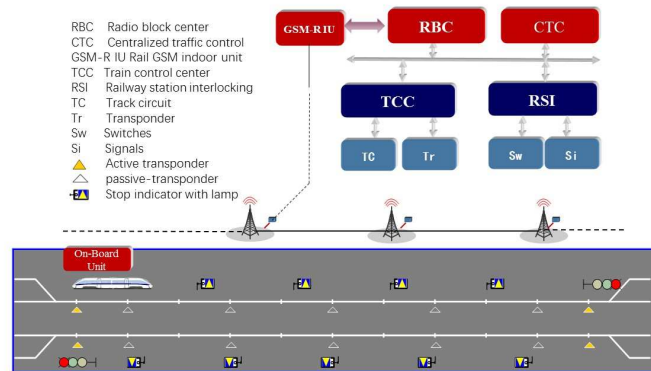 RBC Radio block center
CTC Centralized traffic control
GSM-R IU Rail GSM indoor unit
TCC Train control center
RSI Railway station interlocking
TC Track circuit
Tr Transponder
Sw Switches
Si Signals
Active transponder
passive-transponder
Stop indicator with lamp
GSM-R IU
RBC
CTC
TCC
RSI
TC
Tr
Sw
Si
On-Board
Unit